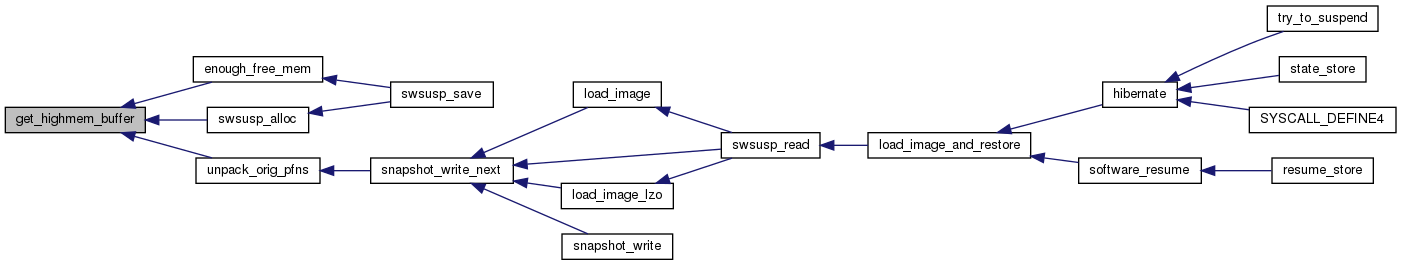 get_highmem_buffer
enough_free_mem
swsusp_alloc
unpack_orig_pfns
swsusp_save
snapshot_write_next
load_image
load_image_lzo
snapshot_write
swsusp_read
load_image_and_restore
hibernate
software_resume
try_to_suspend
state_store
SYSCALL_DEFINE4
resume_store